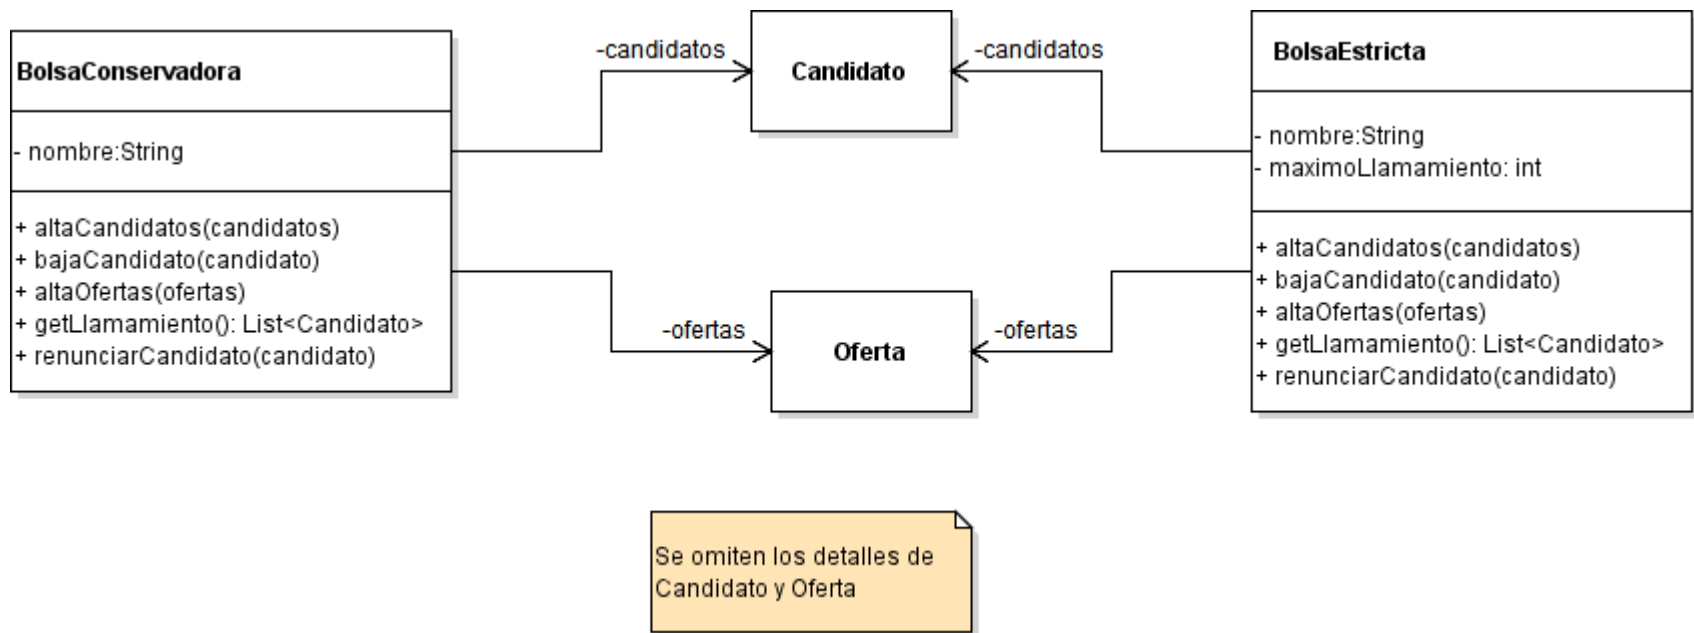 BolsaConservadora
- nombre:String
+ altaCandidatos(candidatos)
+ bajaCandidato(candidato)
+ altaOfertas(ofertas)
+ getLlamamiento(): List<Candidato>
+ renunciarCandidato(candidato)
-candidatos
Candidato
-candidatos
-ofertas
Oferta
-ofertas
BolsaEstricta
- nombre:String
- maximoLlamamiento: int
+ altaCandidatos(candidatos)
+ bajaCandidato(candidato)
+ altaOfertas(ofertas)
+ getLlamamiento(): List<Candidato>
+ renunciarCandidato(candidato)
Se omiten los detalles de
Candidato y Oferta